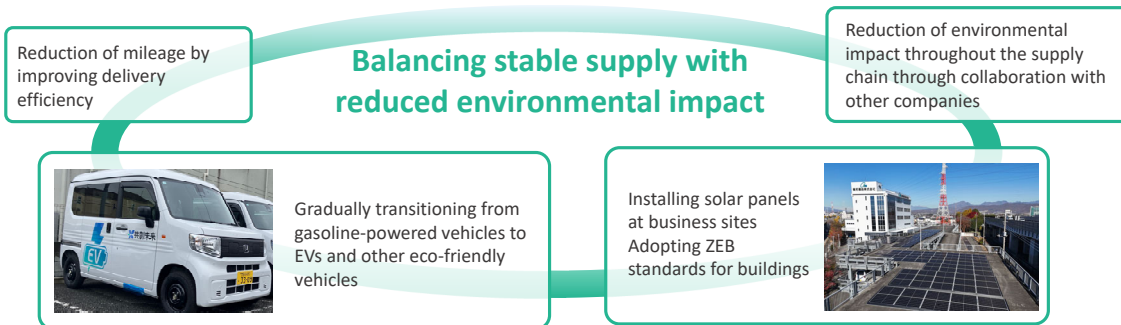 Reduction of mileage by
improving delivery
efficiency
Balancing stable supply with
reduced environmental impact
Reduction of environmental
impact throughout the supply
chain through collaboration with
other companies
EV
Gradually transitioning from
gasoline-powered vehicles to
EVs and other eco-friendly
vehicles
Installing solar panels
at business sites
Adopting ZEB
standards for buildings